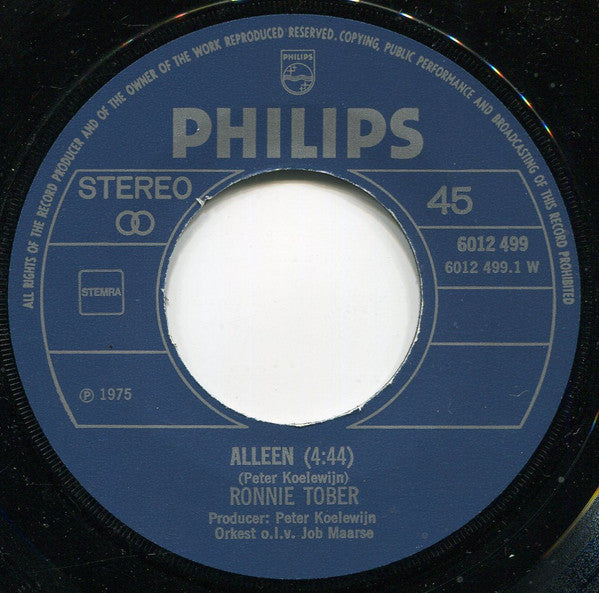 ALL RIGHTS OF THE RECORD PRODUCER AND OF THE OWNER OF THE WORK REPRODUCED RESERVED. COPYING, PUBLIC PERFORMANCE AND BROADCASTING OF THIS RECORD PROHIBITED
PHILIPS
PHILIPS
STEREO
45
6012 499
6012 499.1 W
STEMRA
℗ 1975
ALLEEN (4:44)
(Peter Koelewijn)
RONNIE TOBER
Producer: Peter Koelewijn
Orkest o.l.v. Job Maarse